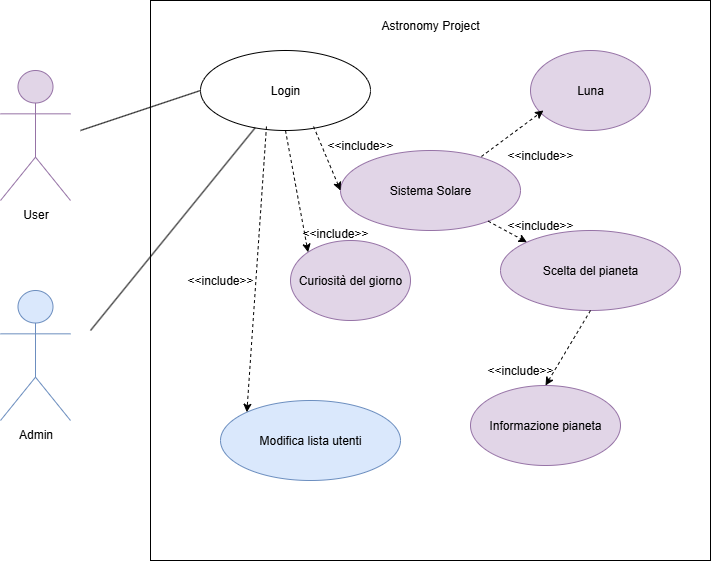 Astronomy Project
Login
Luna
<<include>>
<<include>>
Sistema Solare
User
<<include>>
<<include>>
Scelta del pianeta
<<include>>
Curiosità del giorno
<<include>>
Informazione pianeta
Admin
Modifica lista utenti